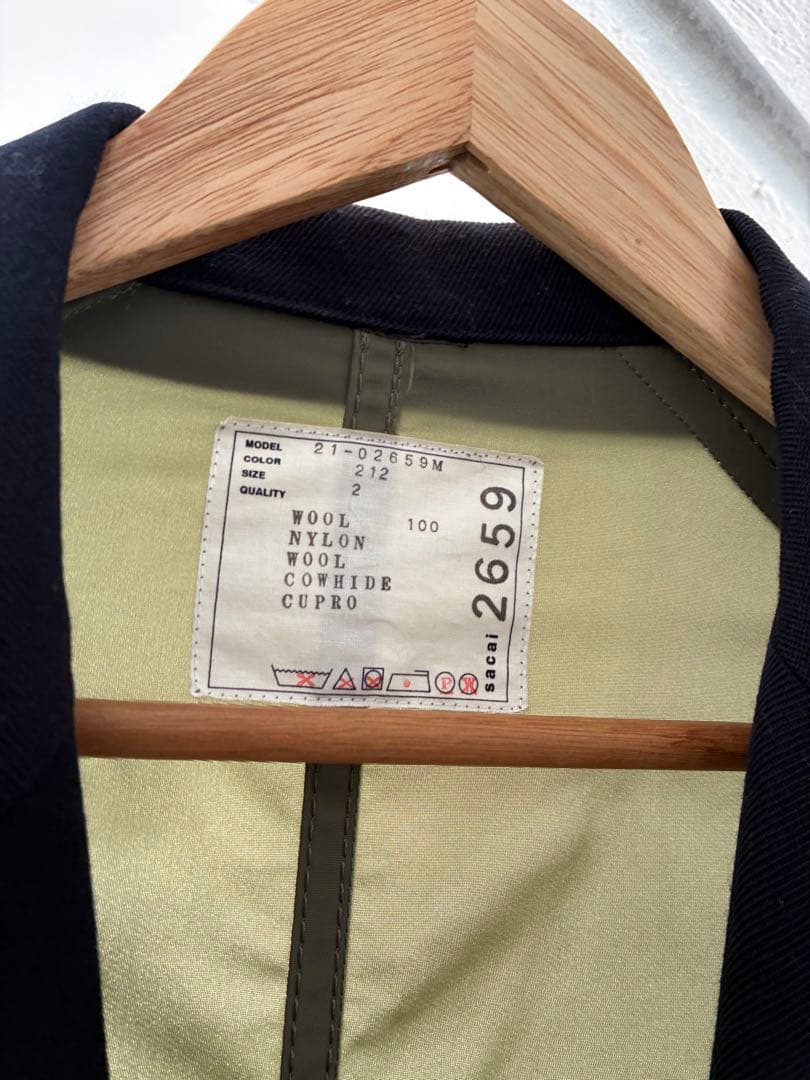 MODEL 21-02659M
COLOR 212
SIZE 2
QUALITY
WOOL 100
NYLON
WOOL
COWHIDE
CUPRO
P W
sacai 2659